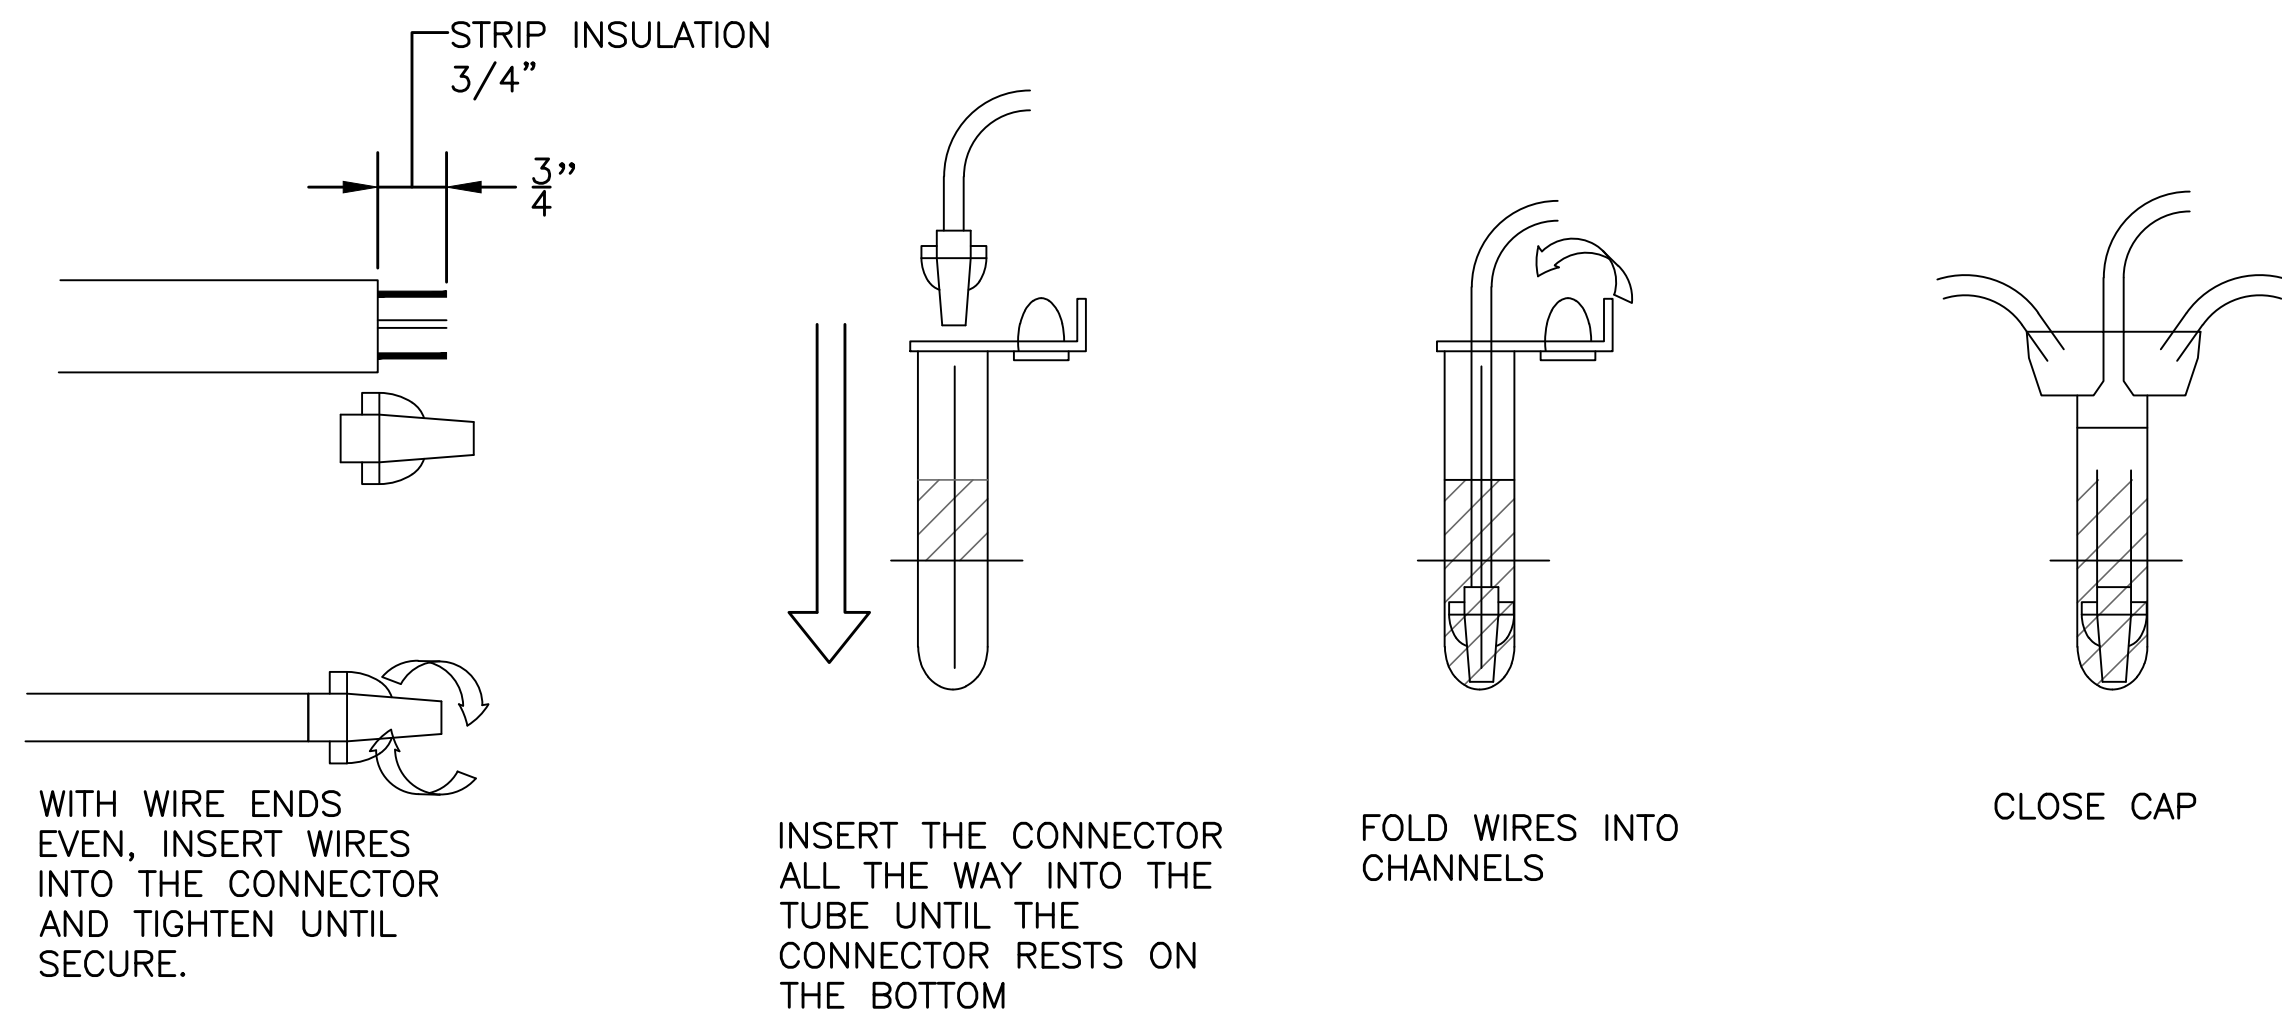 STRIP INSULATION
3/4"
3/4"
WITH WIRE ENDS
EVEN, INSERT WIRES
INTO THE CONNECTOR
AND TIGHTEN UNTIL
SECURE.
INSERT THE CONNECTOR
ALL THE WAY INTO THE
TUBE UNTIL THE
CONNECTOR RESTS ON
THE BOTTOM
FOLD WIRES INTO
CHANNELS
CLOSE CAP